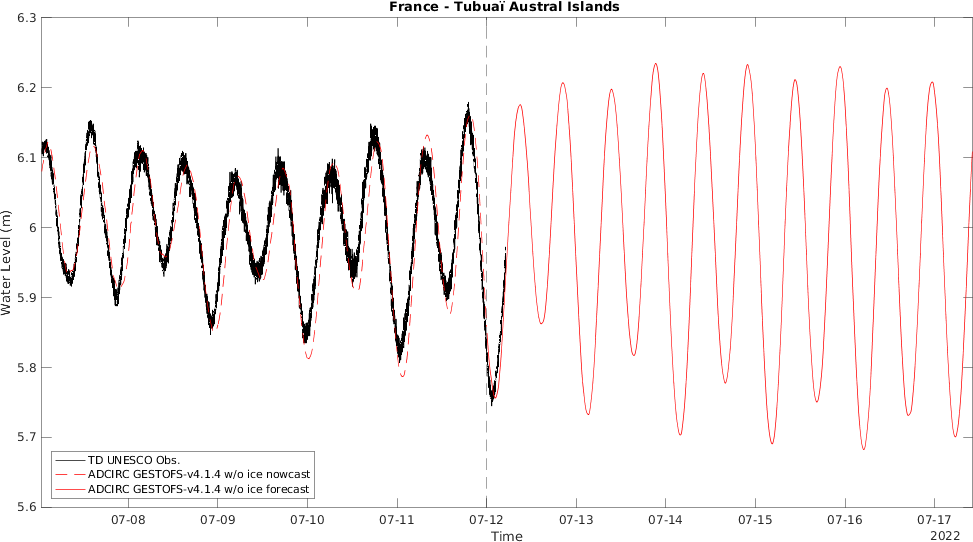 France - Tubuaï Austral Islands
6.3
6.2
6.1
6
5.9
5.8
5.7
5.6
Water Level (m)
TD UNESCO Obs.
ADCIRC GESTOFS-v4.1.4 w/o ice nowcast
ADCIRC GESTOFS-v4.1.4 w/o ice forecast
07-08 07-09 07-10 07-11 07-12 07-13 07-14 07-15 07-16 07-17
Time 2022